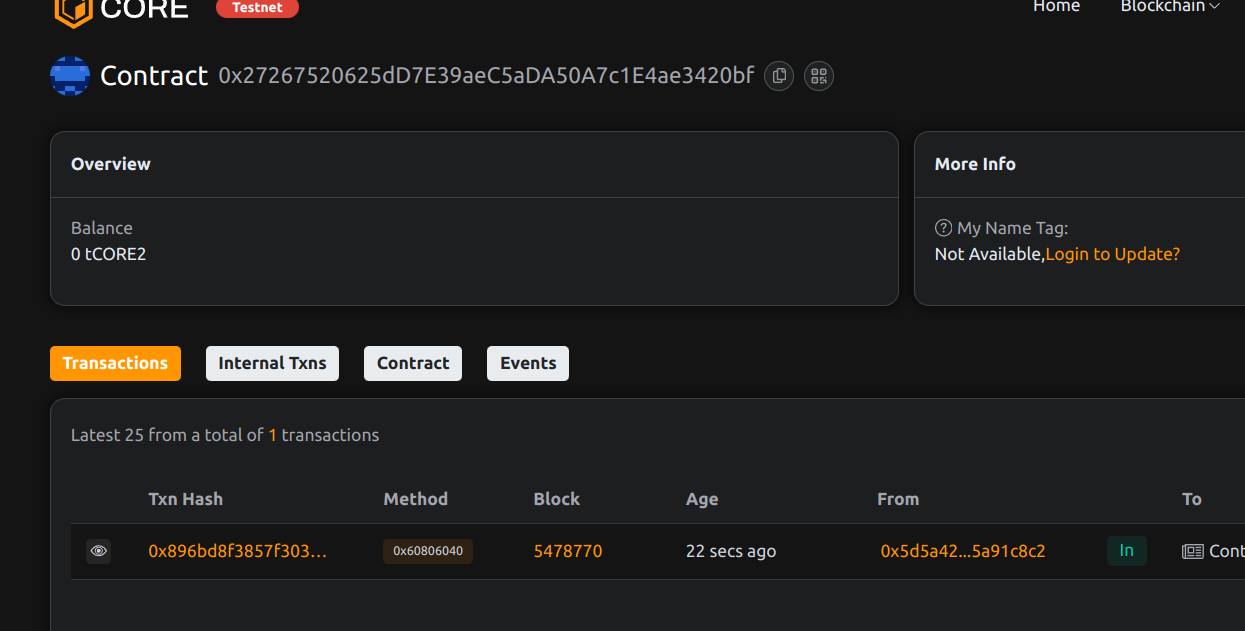 CORE Testnet Home Blockchain
Contract 0x27267520625dD7E39aeC5aDA50A7c1E4ae3420bf
Overview
Balance
0 tCORE2
More Info
? My Name Tag:
Not Available,Login to Update?
Transactions Internal Txns Contract Events
Latest 25 from a total of 1 transactions
Txn Hash Method Block Age From To
0x896bd8f3857f303... 0x60806040 5478770 22 secs ago 0x5d5a42...5a91c8c2 In Cont